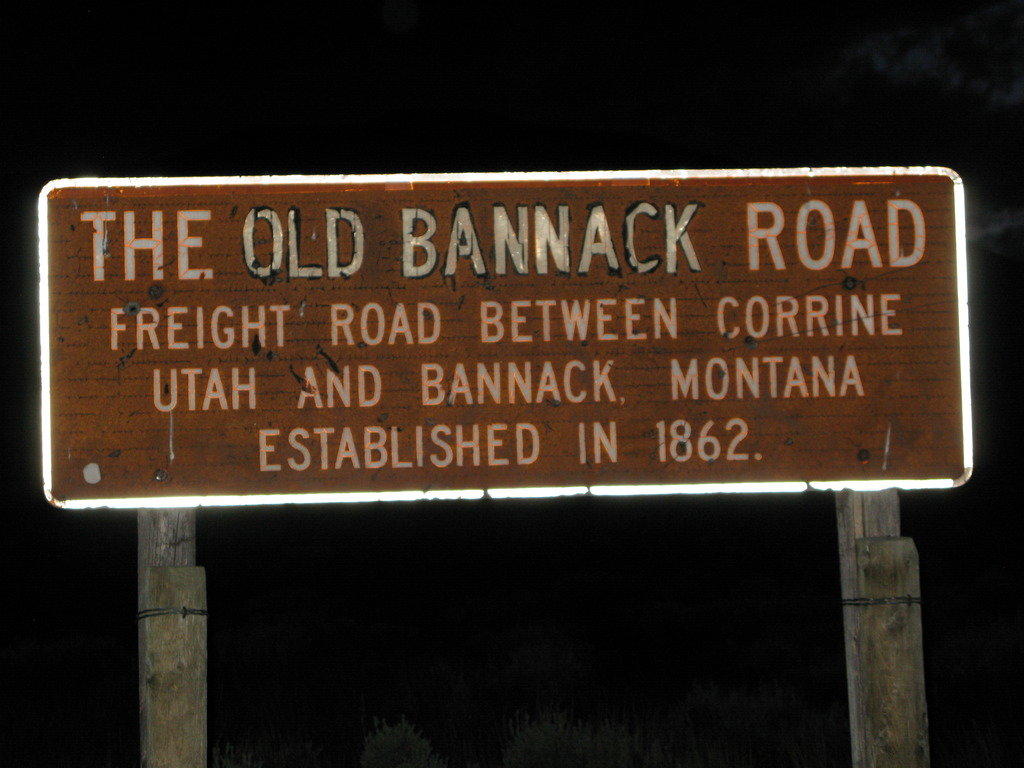 THE OLD BANNACK ROAD
FREIGHT ROAD BETWEEN CORRINE
UTAH AND BANNACK, MONTANA
ESTABLISHED IN 1862.